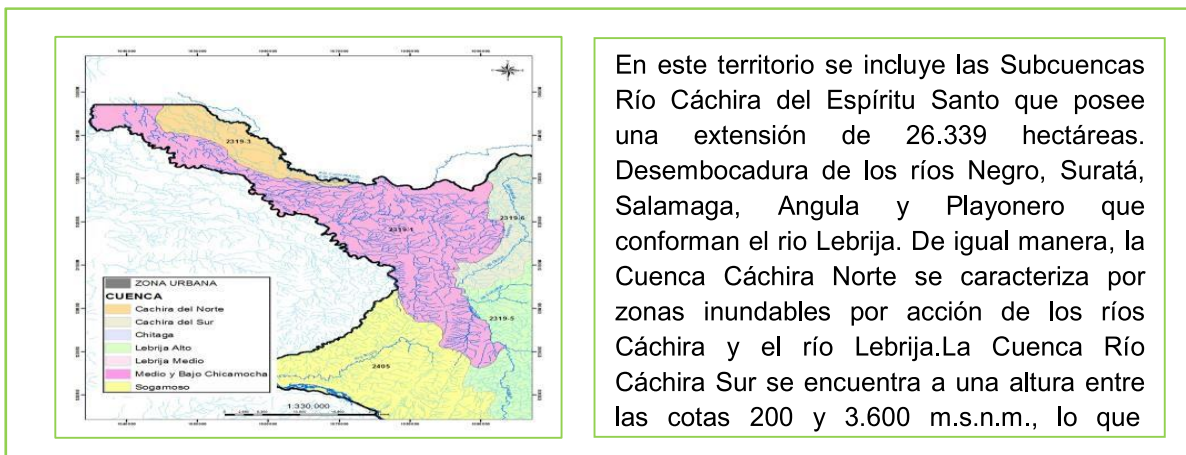 2319-3
2319-1
2319-6
2319-5
2405
ZONA URBANA
CUENCA
Cachira del Norte
Cachira del Sur
Chitaga
Lebrija Alto
Lebrija Medio
Medio y Bajo Chicamocha
Sogamoso
1:330.000
En este territorio se incluye las Subcuencas
Río Cáchira del Espíritu Santo que posee
una extensión de 26.339 hectáreas.
Desembocadura de los ríos Negro, Suratá,
Salamaga, Angula y Playonero que
conforman el rio Lebrija. De igual manera, la
Cuenca Cáchira Norte se caracteriza por
zonas inundables por acción de los ríos
Cáchira y el río Lebrija.La Cuenca Río
Cáchira Sur se encuentra a una altura entre
las cotas 200 y 3.600 m.s.n.m., lo que